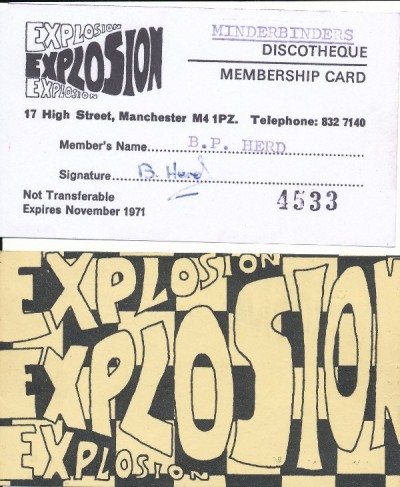 EXPLOSION
EXPLOSION
EXPLOSION
MINDERBINDERS
DISCOTHEQUE
MEMBERSHIP CARD
17 High Street, Manchester M4 1PZ. Telephone: 832 7140
Member's Name B.P. HERD
Signature B. Herd
Not Transferable
Expires November 1971
4533
EXPLOSION
EXPLOSION
EXPLOSION